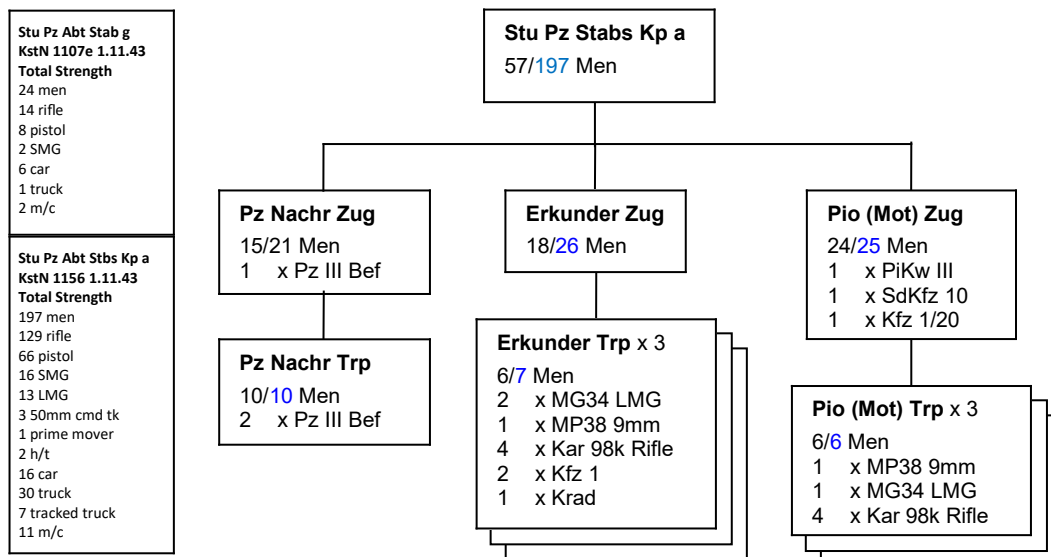 Stu Pz Abt Stab g
KstN 1107e 1.11.43
Total Strength
24 men
14 rifle
8 pistol
2 SMG
6 car
1 truck
2 m/c
Stu Pz Abt Stbs Kp a
KstN 1156 1.11.43
Total Strength
197 men
129 rifle
66 pistol
16 SMG
13 LMG
3 50mm cmd tk
1 prime mover
2 h/t
16 car
30 truck
7 tracked truck
11 m/c
Stu Pz Stabs Kp a
57/197 Men
Pz Nachr Zug
15/21 Men
1 x Pz III Bef
Pz Nachr Trp
10/10 Men
2 x Pz III Bef
Erkunder Zug
18/26 Men
Erkunder Trp x 3
6/7 Men
2 x MG34 LMG
1 x MP38 9mm
4 x Kar 98k Rifle
2 x Kfz 1
1 x Krad
Pio (Mot) Zug
24/25 Men
1 x PiKw III
1 x SdKfz 10
1 x Kfz 1/20
Pio (Mot) Trp x 3
6/6 Men
1 x MP38 9mm
1 x MG34 LMG
4 x Kar 98k Rifle